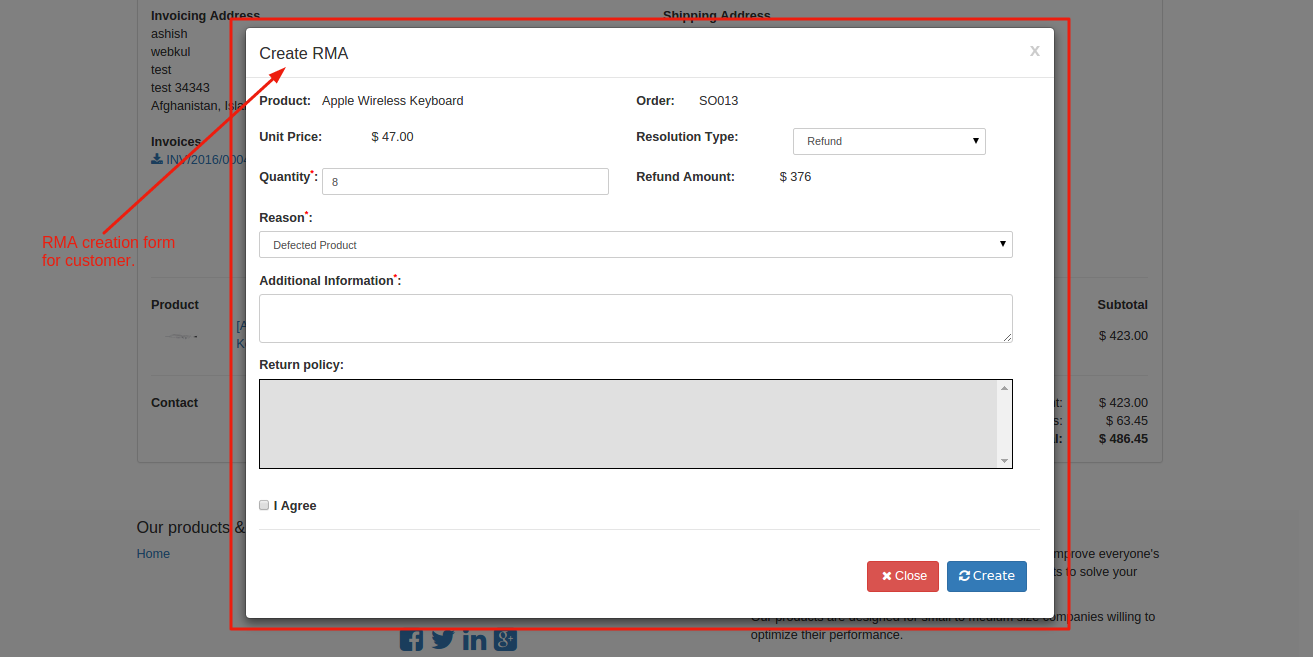 Invoicing Address
Shipping Address
ashish
webkul
test
test 34343
Afghanistan, Isla
Invoices
INV/2016/0004
Create RMA
X
Product: Apple Wireless Keyboard
Order: SO013
Unit Price: $ 47.00
Resolution Type: Refund
Quantity*: 8
Refund Amount: $ 376
Reason*:
Defected Product
Additional Information*:
Return policy:
I Agree
Close
Create
RMA creation form
for customer.
Product
Subtotal
[A
K
$ 423.00
Contact
t: $ 423.00
s: $ 63.45
l: $ 486.45
Our products &
Home
mprove everyone's
ts to solve your
Our products are designed for small to medium size companies willing to
optimize their performance.